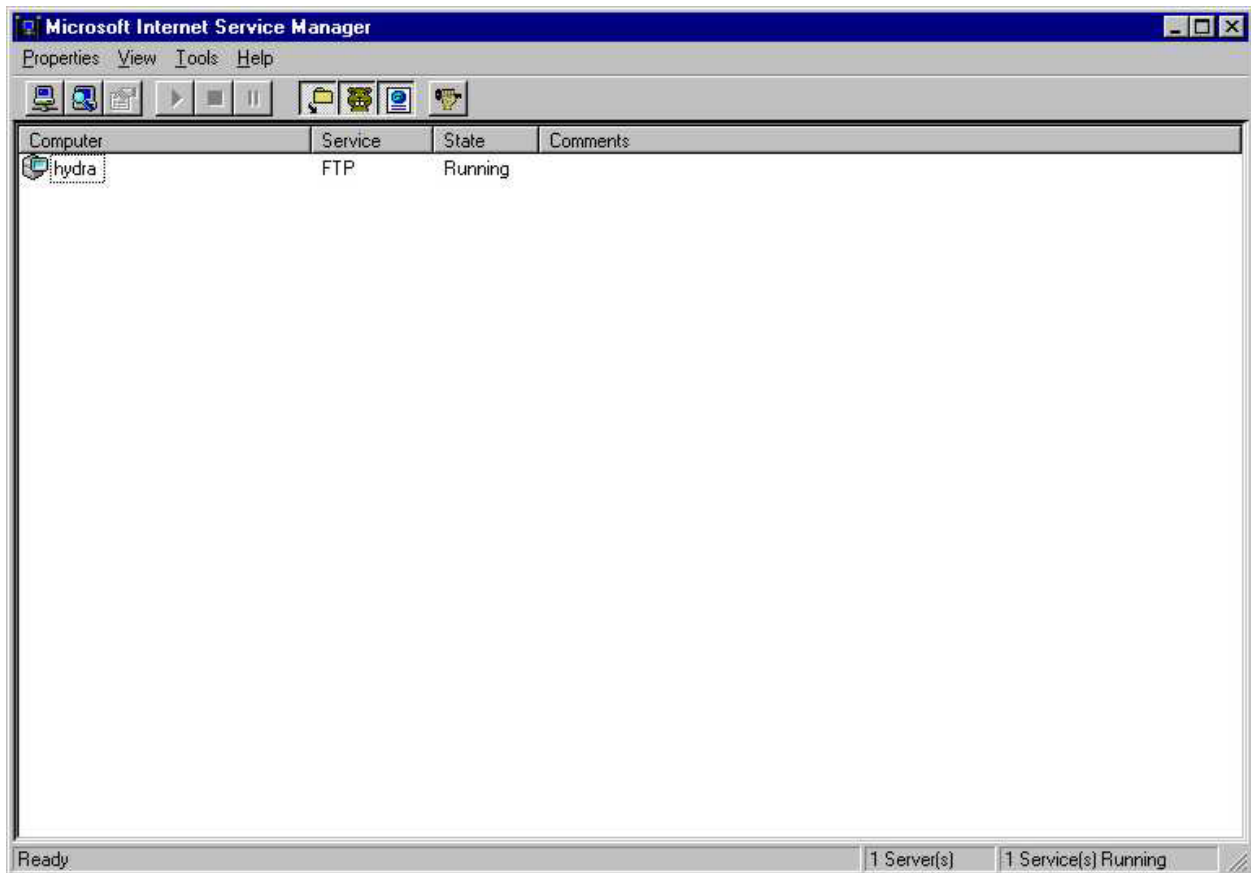 Microsoft Internet Service Manager
Properties View Tools Help
Computer Service State Comments
hydra FTP Running
Ready 1 Server(s) 1 Service(s) Running